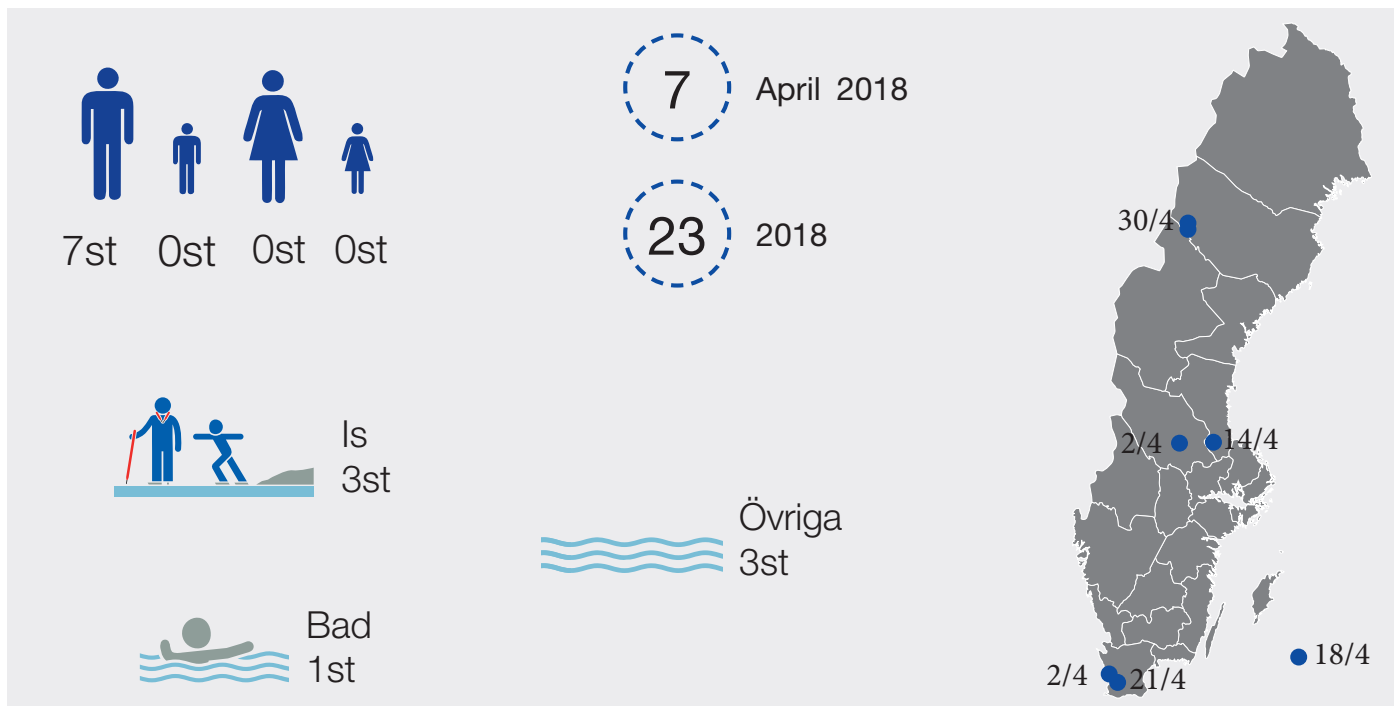 7st
0st
0st
0st
7
April 2018
23
2018
Is
3st
Övriga
3st
Bad
1st
30/4
2/4
14/4
18/4
2/4
21/4